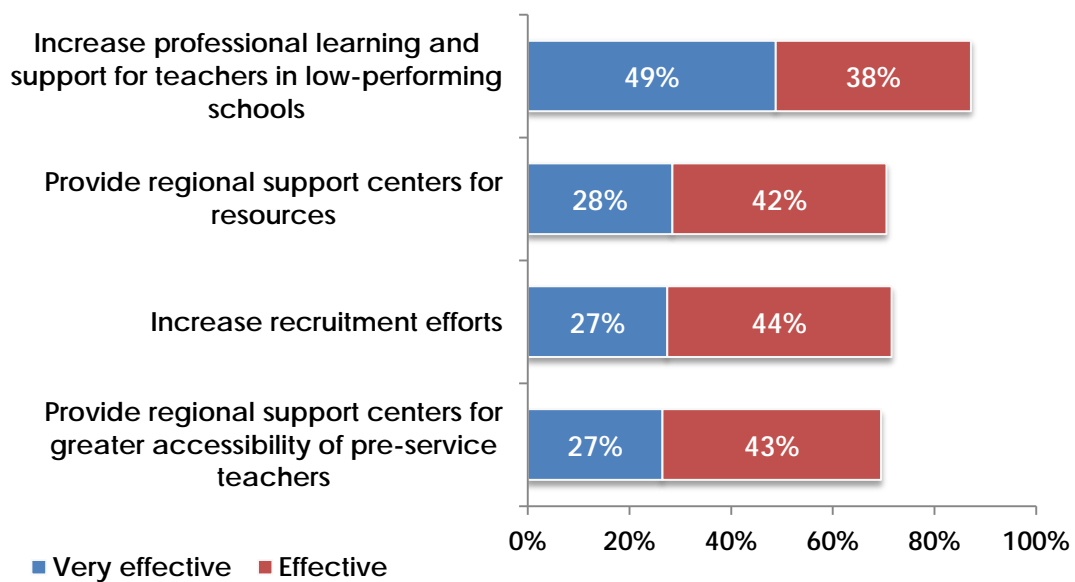 Increase professional learning and
support for teachers in low-performing
schools
49%
38%
Provide regional support centers for
resources
28%
42%
Increase recruitment efforts
27%
44%
Provide regional support centers for
greater accessibility of pre-service
teachers
27%
43%
0% 20% 40% 60% 80% 100%
Very effective Effective